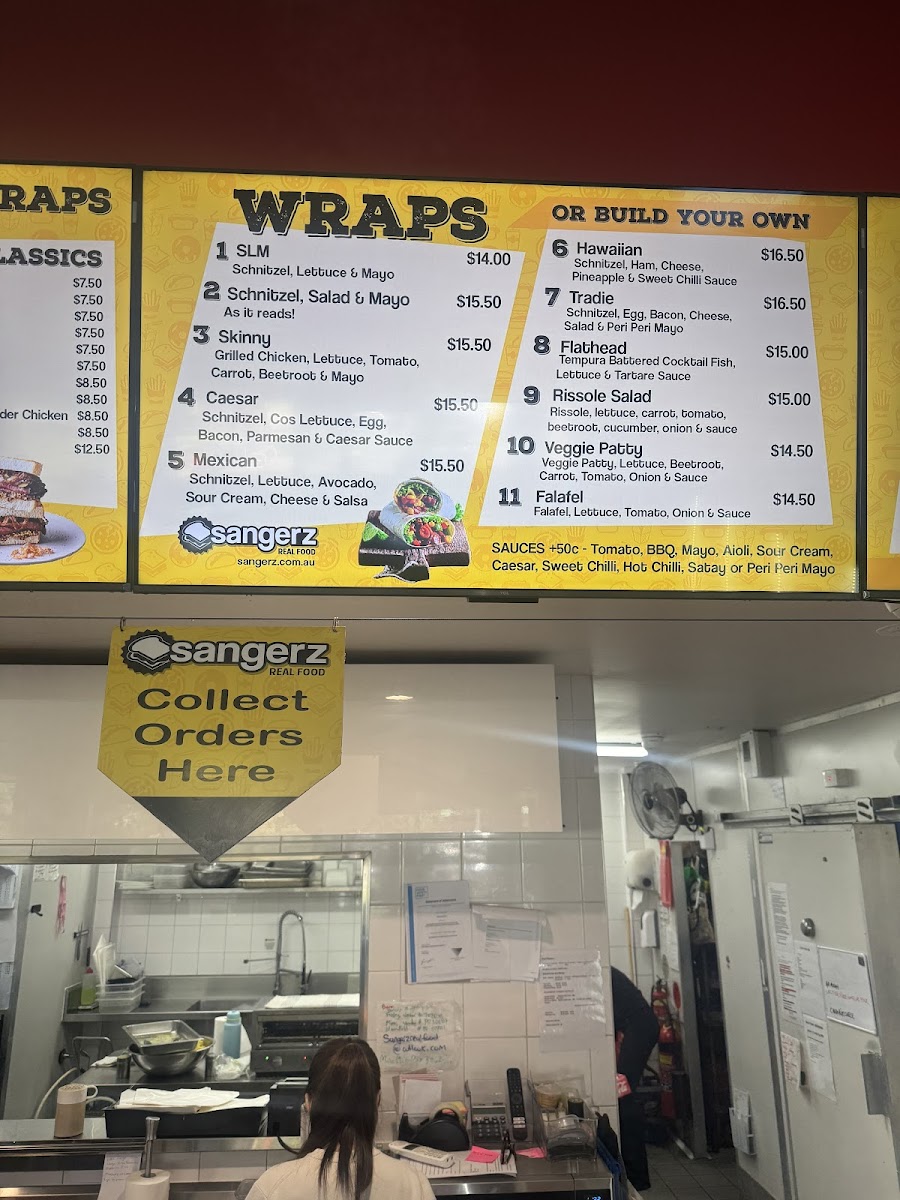 RAPS
LASSICS
$7.50
$7.50
$7.50
$7.50
$7.50
$7.50
$8.50
$8.50
der Chicken $8.50
$8.50
$12.50
WRAPS
1 SLM $14.00
Schnitzel, Lettuce & Mayo
2 Schnitzel, Salad & Mayo $15.50
As it reads!
3 Skinny $15.50
Grilled Chicken, Lettuce, Tomato,
Carrot, Beetroot & Mayo
4 Caesar $15.50
Schnitzel, Cos Lettuce, Egg,
Bacon, Parmesan & Caesar Sauce
5 Mexican $15.50
Schnitzel, Lettuce, Avocado,
Sour Cream, Cheese & Salsa
sangerz
REAL FOOD
sangerz.com.au
OR BUILD YOUR OWN
6 Hawaiian $16.50
Schnitzel, Ham, Cheese,
Pineapple & Sweet Chilli Sauce
7 Tradie $16.50
Schnitzel, Egg, Bacon, Cheese,
Salad & Peri Peri Mayo
8 Flathead $15.00
Tempura Battered Cocktail Fish,
Lettuce & Tartare Sauce
9 Rissole Salad $15.00
Rissole, lettuce, carrot, tomato,
beetroot, cucumber, onion & sauce
10 Veggie Patty $14.50
Veggie Patty, Lettuce, Beetroot,
Carrot, Tomato, Onion & Sauce
11 Falafel $14.50
Falafel, Lettuce, Tomato, Onion & Sauce
SAUCES +50c - Tomato, BBQ, Mayo, Aioli, Sour Cream,
Caesar, Sweet Chilli, Hot Chilli, Satay or Peri Peri Mayo
sangerz
REAL FOOD
Collect
Orders
Here